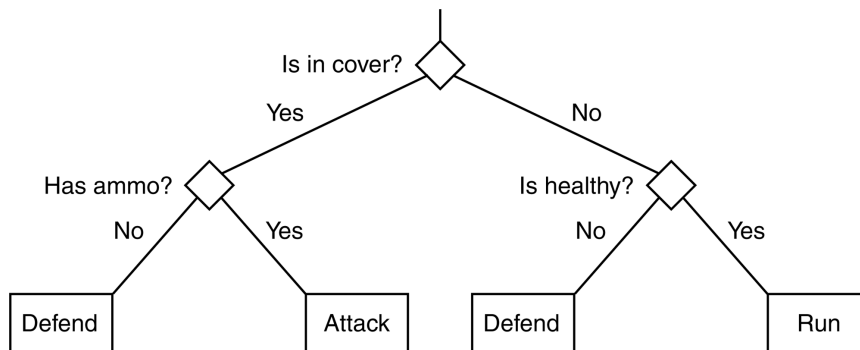 Is in cover?
Yes
No
Has ammo?
Is healthy?
No
Yes
No
Yes
Defend
Attack
Defend
Run